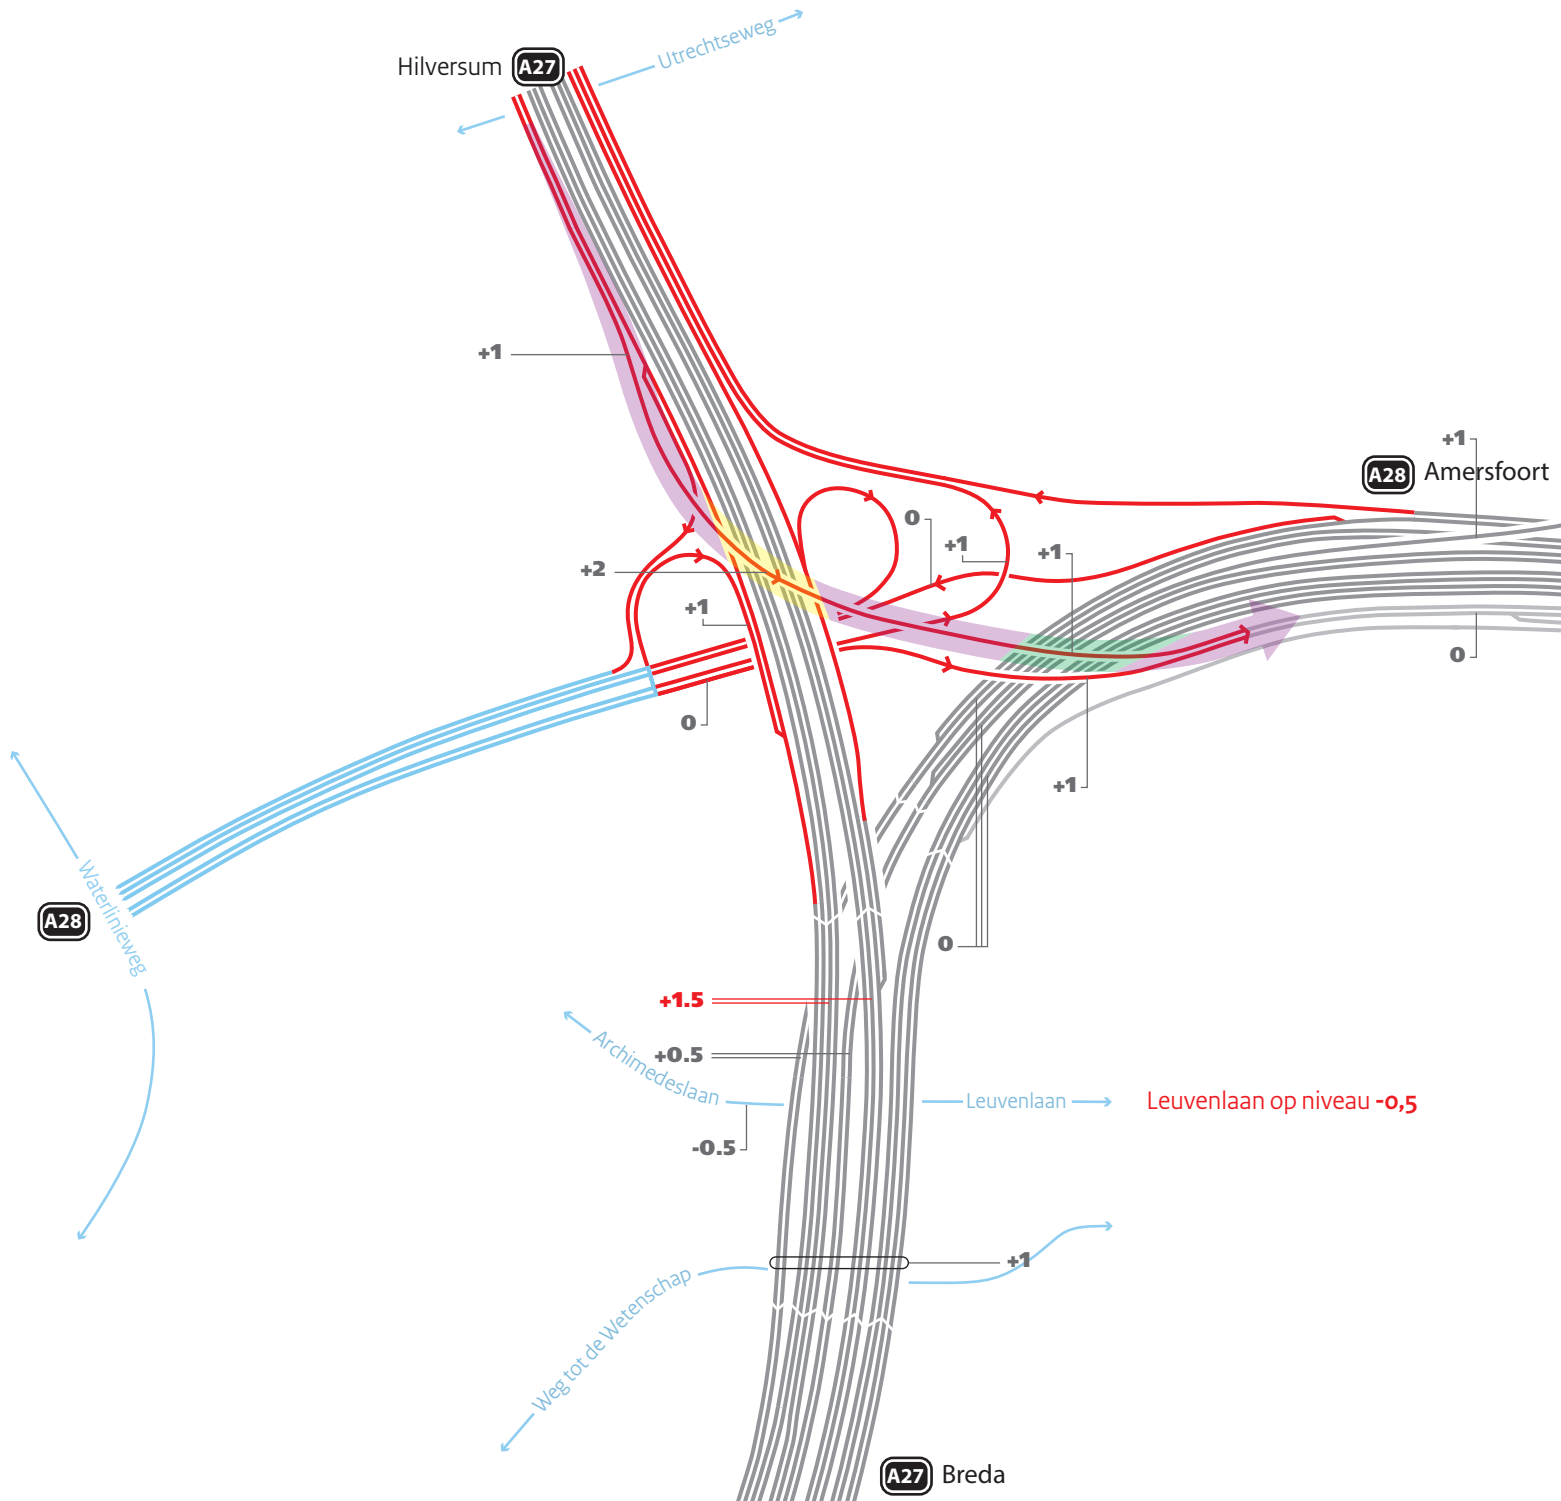 Utrechtseweg
Hilversum A27
+1
+1
A28 Amersfoort
0
+1
+1
+2
+1
0
0
+1
Waterlinieweg
A28
0
+1.5
Archimedeslaan
+0.5
Leuvenlaan
Leuvenlaan op niveau -0,5
-0.5
+1
Weg tot de Wetenschap
A27 Breda